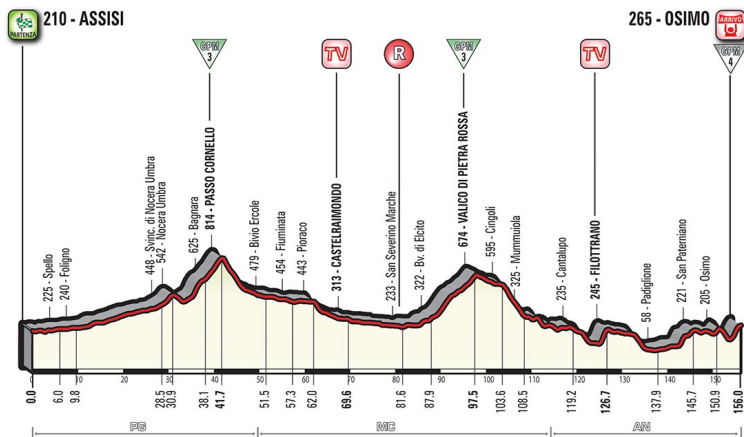 210 - ASSISI
265 - OSIMO
PARTENZA
ARRIVO
GPM
3
TV
R
GPM
3
TV
GPM
4
225 - Spello
240 - Foligno
448 - Svinc. di Nocera Umbra
542 - Nocera Umbra
625 - Bagnara
814 - PASSO CORNELLO
479 - Bivio Ercole
454 - Fiuminata
443 - Pioraco
313 - CASTELRAIMONDO
233 - San Severino Marche
322 - Bv. di Elcito
674 - VALICO DI PIETRA ROSSA
595 - Cingoli
325 - Mummuiola
235 - Cantalupo
245 - FILOTTRANO
58 - Padiglione
221 - San Paterniano
205 - Osimo
0 10 20 30 40 50 60 70 80 90 100 110 120 130 140 150
0.0 6.0 9.8 28.5 30.9 38.1 41.7 51.5 57.3 62.0 69.6 81.6 87.9 97.5 103.6 108.5 119.2 126.7 137.9 145.7 150.9 156.0
PG MC AN